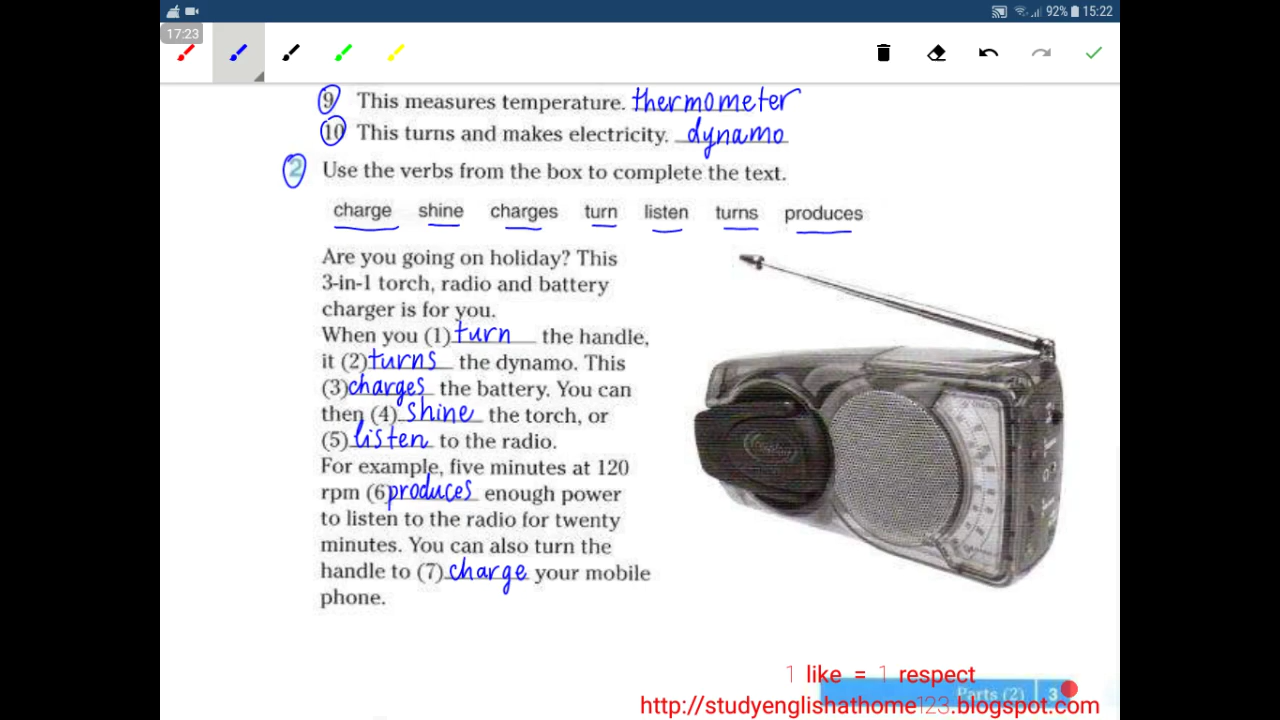 92% 15:22
17:23
9 This measures temperature. thermometer
10 This turns and makes electricity. dynamo
2 Use the verbs from the box to complete the text.
charge shine charges turn listen turns produces
Are you going on holiday? This
3-in-1 torch, radio and battery
charger is for you.
When you (1) turn the handle,
it (2) turns the dynamo. This
(3) charges the battery. You can
then (4) shine the torch, or
(5) listen to the radio.
For example, five minutes at 120
rpm (6 produces enough power
to listen to the radio for twenty
minutes. You can also turn the
handle to (7) charge your mobile
phone.
1 like = 1 respect
Parts (2) 3
http://studyenglishathome123.blogspot.com